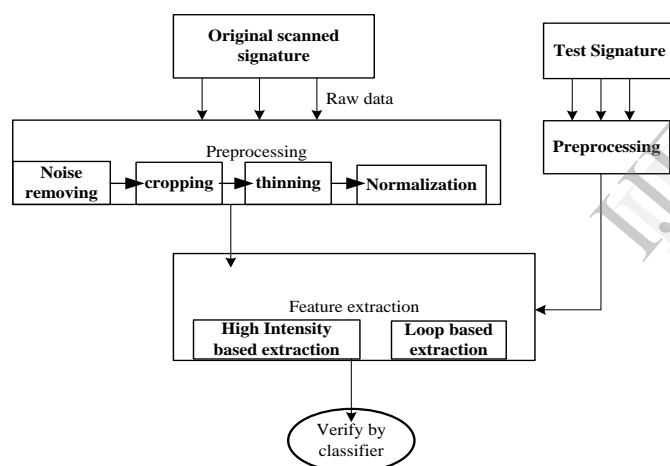 Original scanned
signature
Test Signature
Raw data
Preprocessing
Preprocessing
Noise
removing
cropping
thinning
Normalization
Feature extraction
High Intensity
based extraction
Loop based
extraction
Verify by
classifier